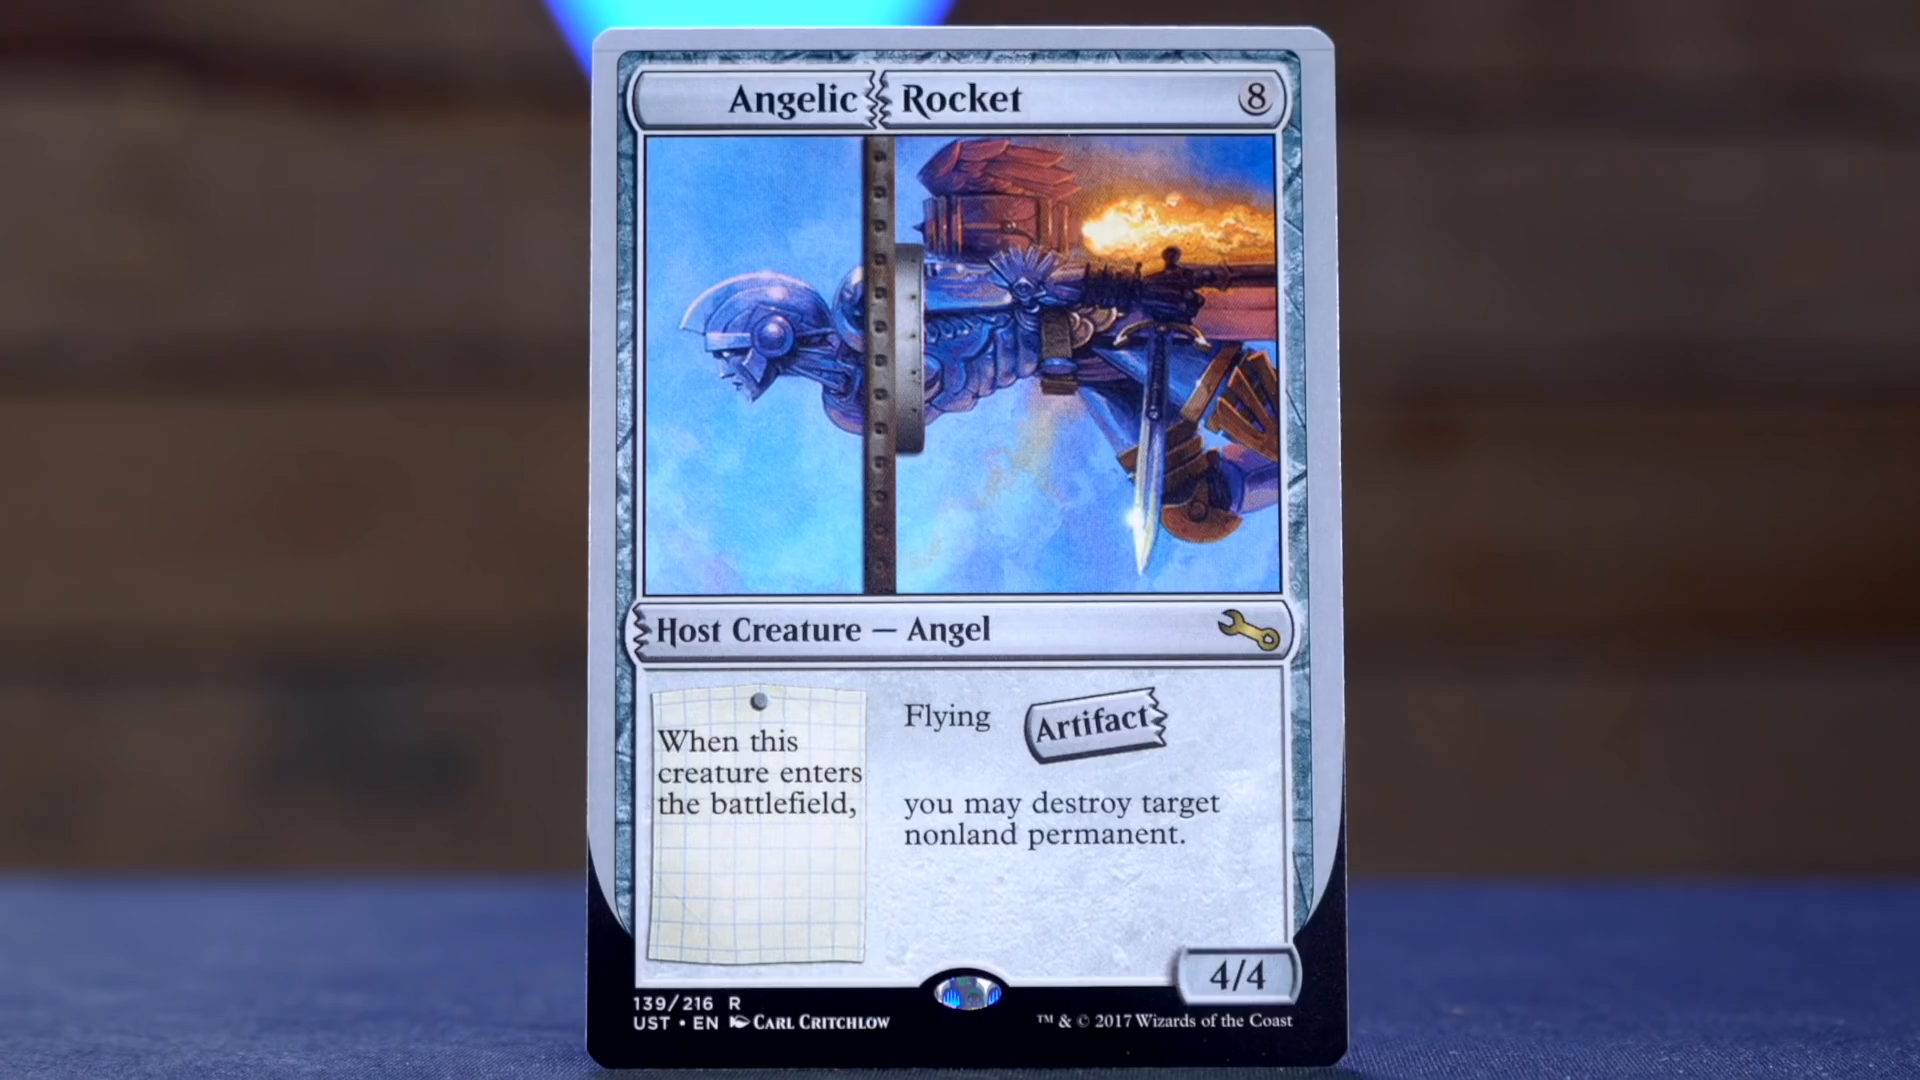 Angelic Rocket 8
Host Creature — Angel
When this
creature enters
the battlefield,
Flying
Artifact
you may destroy target
nonland permanent.
4/4
139/216 R
UST • EN Carl Critchlow
™ & © 2017 Wizards of the Coast